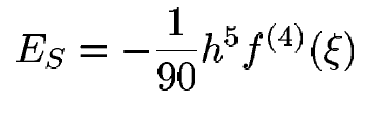 E_S = -\frac{1}{90} h^5 f^{(4)}(\xi)